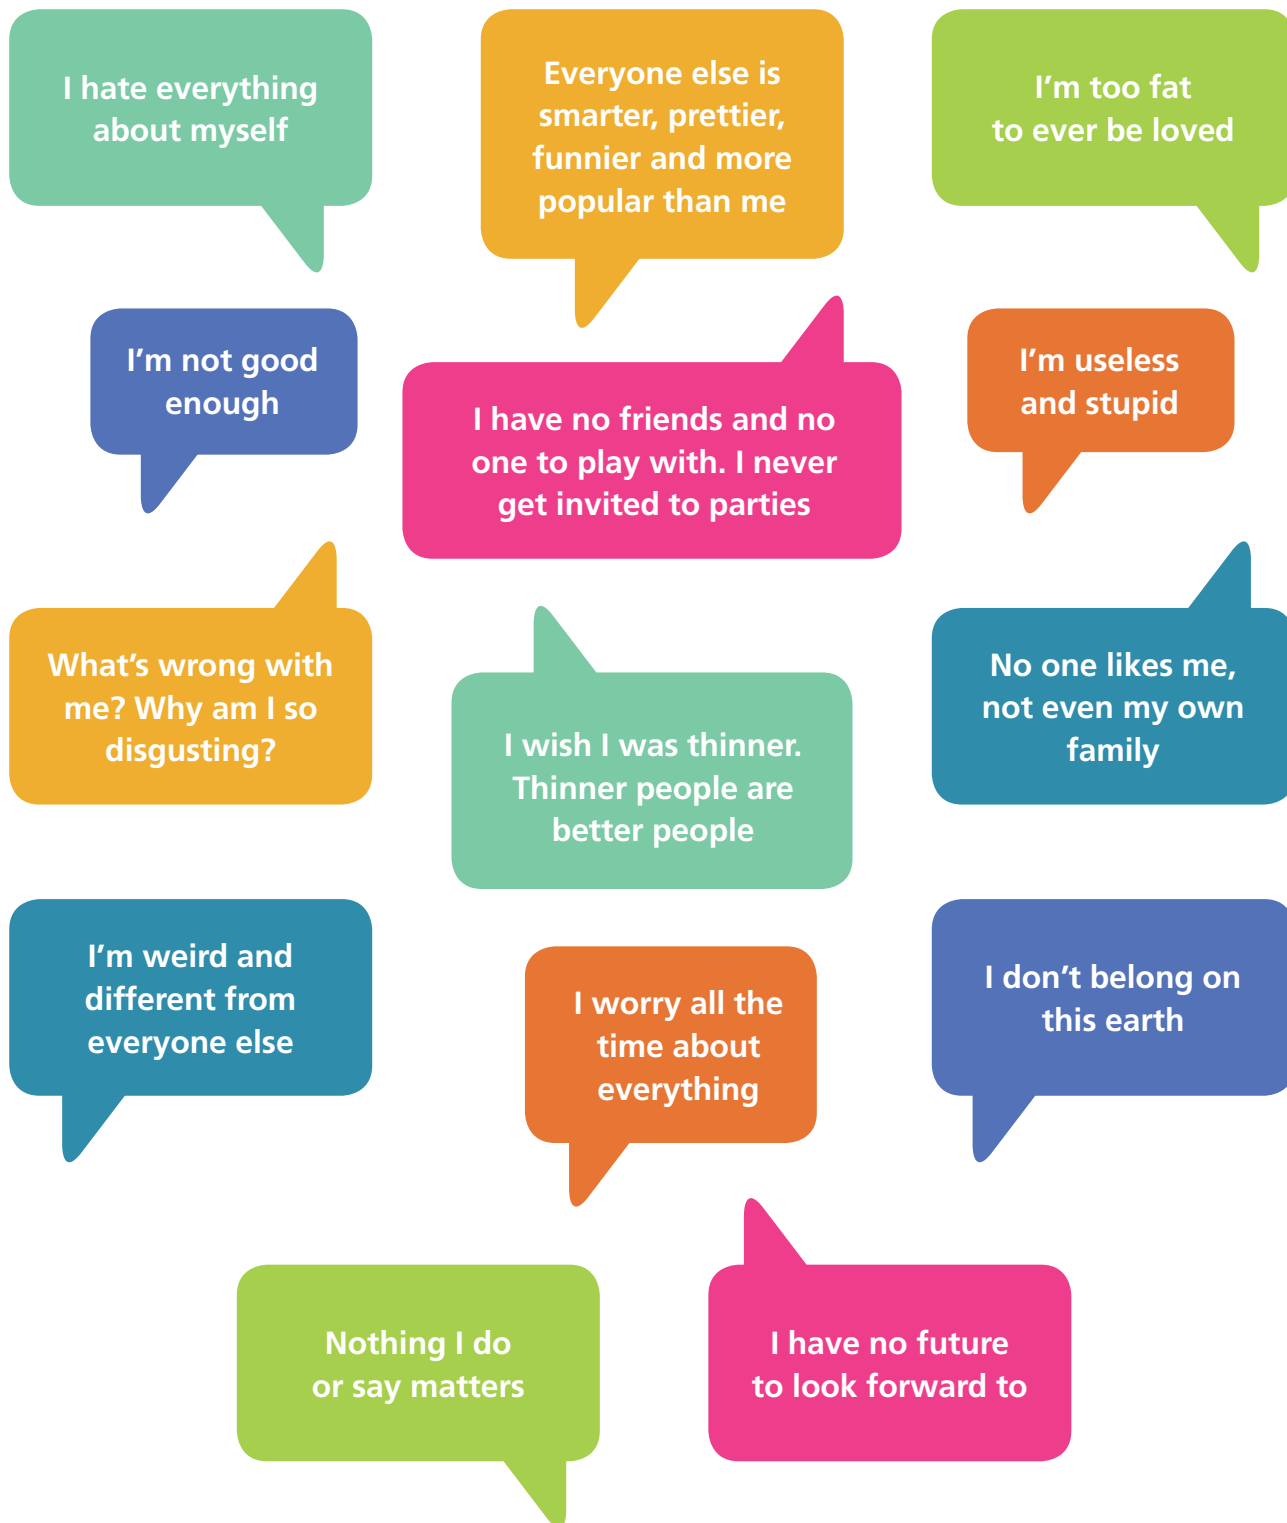 I hate everything
about myself
Everyone else is
smarter, prettier,
funnier and more
popular than me
I’m too fat
to ever be loved
I’m not good
enough
I have no friends and no
one to play with. I never
get invited to parties
I’m useless
and stupid
What’s wrong with
me? Why am I so
disgusting?
I wish I was thinner.
Thinner people are
better people
No one likes me,
not even my own
family
I’m weird and
different from
everyone else
I worry all the
time about
everything
I don’t belong on
this earth
Nothing I do
or say matters
I have no future
to look forward to